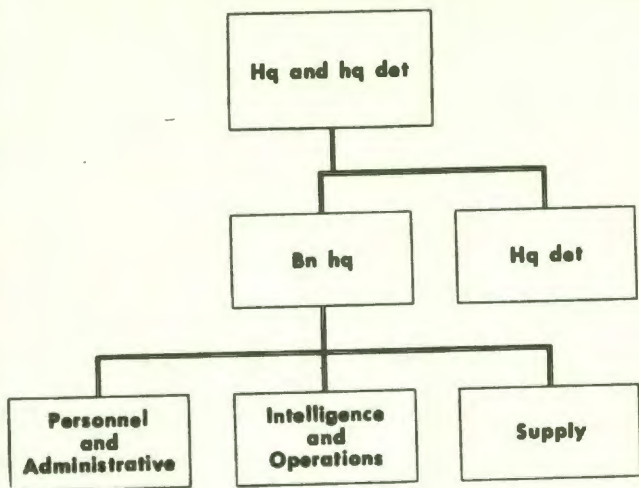 Hq and hq det
Bn hq
Hq det
Personnel
and
Administrative
Intelligence
and
Operations
Supply